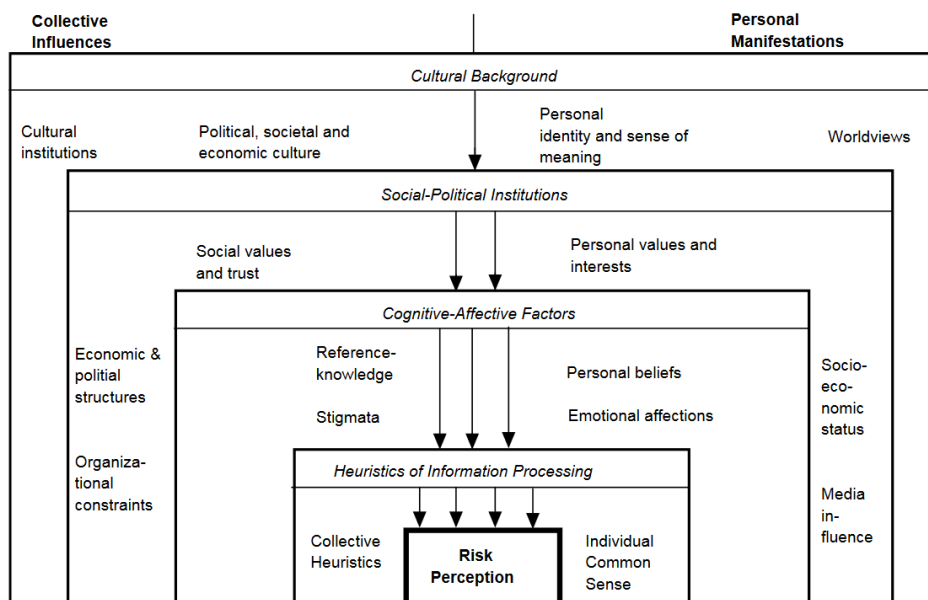 Collective
Influences
Personal
Manifestations
Cultural Background
Cultural
institutions
Political, societal and
economic culture
Personal
identity and sense of
meaning
Worldviews
Social-Political Institutions
Social values
and trust
Personal values and
interests
Cognitive-Affective Factors
Economic &
politial
structures
Reference-
knowledge
Personal beliefs
Socio-
eco-
nomic
status
Stigmata
Emotional affections
Organiza-
tional
constraints
Heuristics of Information Processing
Media
in-
fluence
Collective
Heuristics
Risk
Perception
Individual
Common
Sense